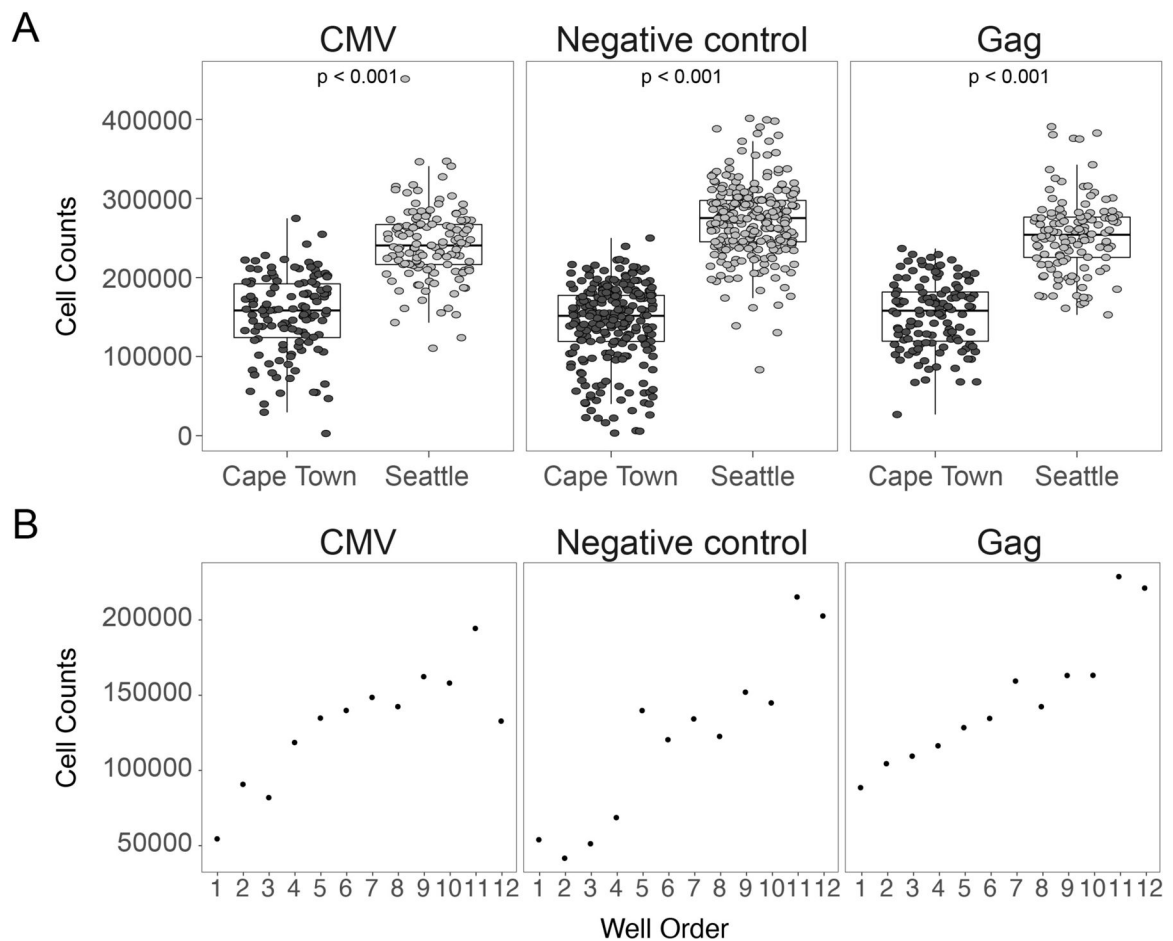 A
CMV Negative control Gag
p < 0.001 p < 0.001 p < 0.001
400000
300000
200000
100000
0
Cell Counts
Cape Town Seattle Cape Town Seattle Cape Town Seattle
B
CMV Negative control Gag
200000
150000
100000
50000
Cell Counts
1 2 3 4 5 6 7 8 9 10 11 12 1 2 3 4 5 6 7 8 9 10 11 12 1 2 3 4 5 6 7 8 9 10 11 12
Well Order